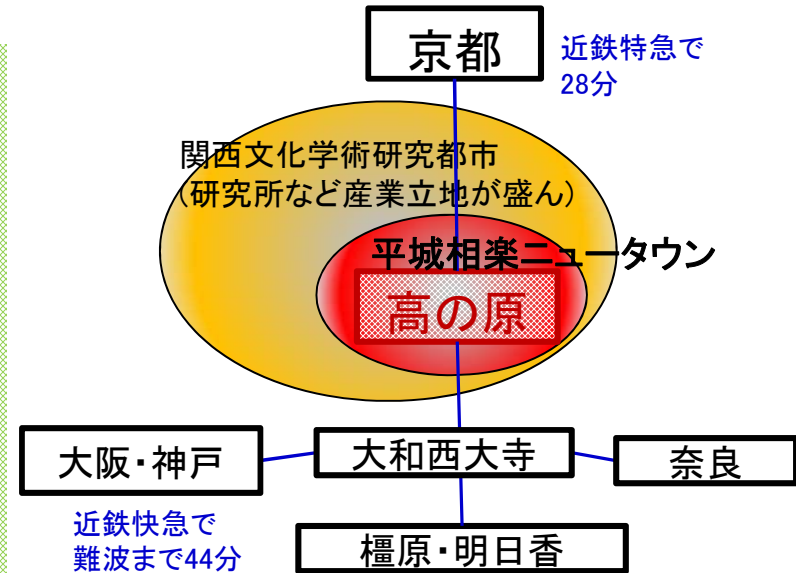 京都
近鉄特急で
28分
関西文化学術研究都市
(研究所など産業立地が盛ん)
平城相楽ニュータウン
高の原
大阪・神戸
大和西大寺
奈良
近鉄快急で
難波まで44分
橿原・明日香